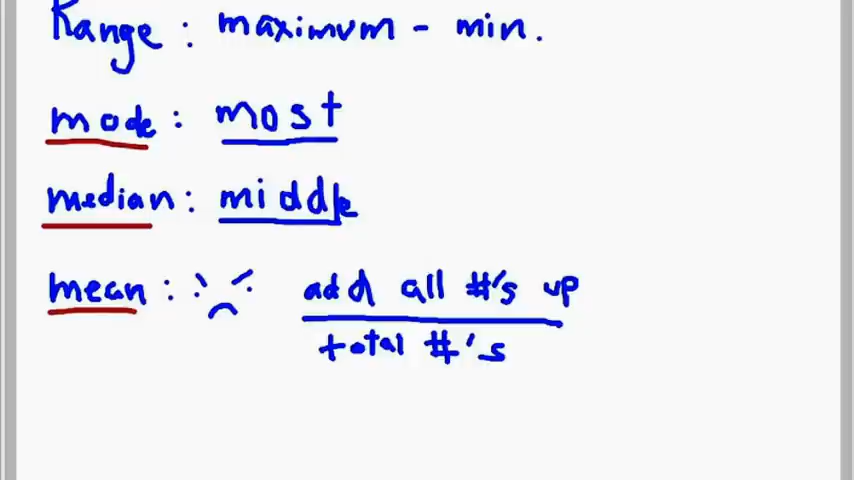 Range : maximum - min.
mode : most
median : middle
mean : add all #'s up
total #'s